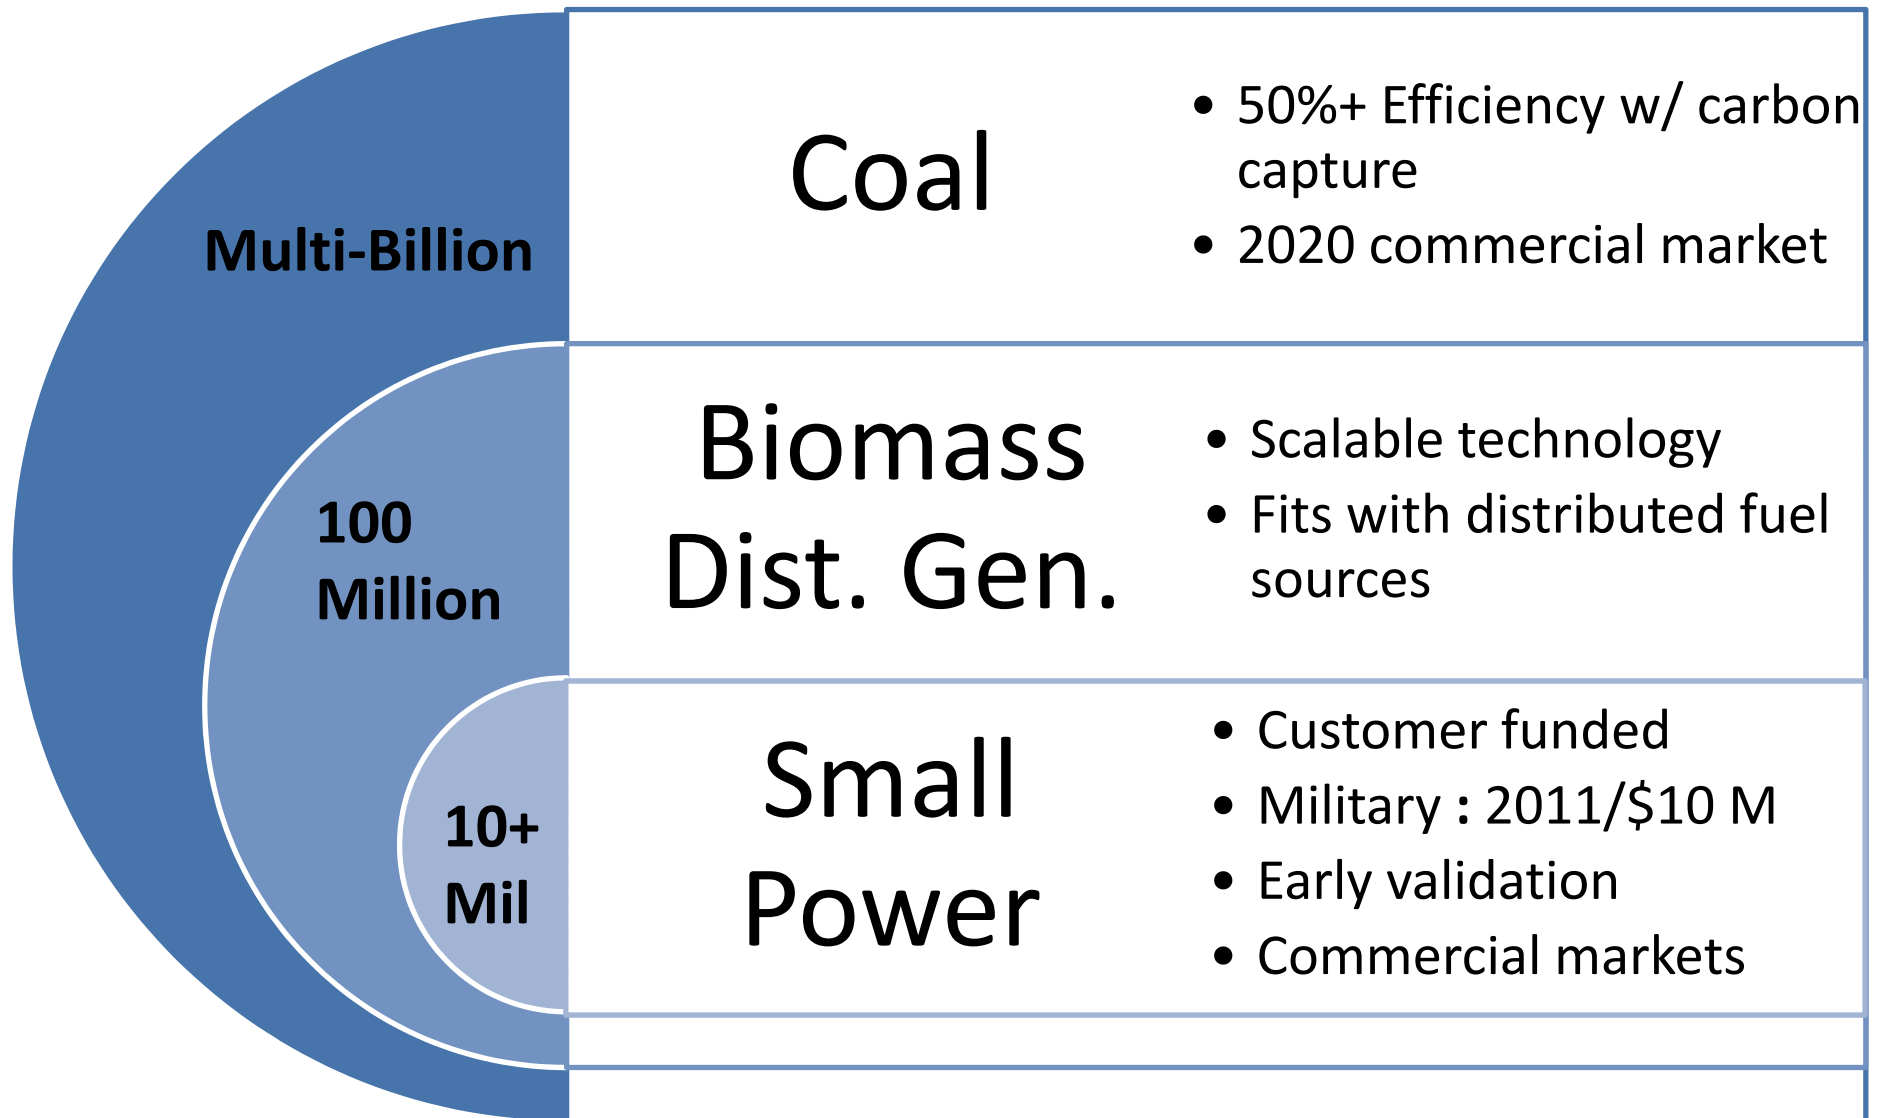 Multi-Billion
Coal
• 50%+ Efficiency w/ carbon
capture
• 2020 commercial market
100
Million
Biomass
Dist. Gen.
• Scalable technology
• Fits with distributed fuel
sources
10+
Mil
Small
Power
• Customer funded
• Military : 2011/$10 M
• Early validation
• Commercial markets